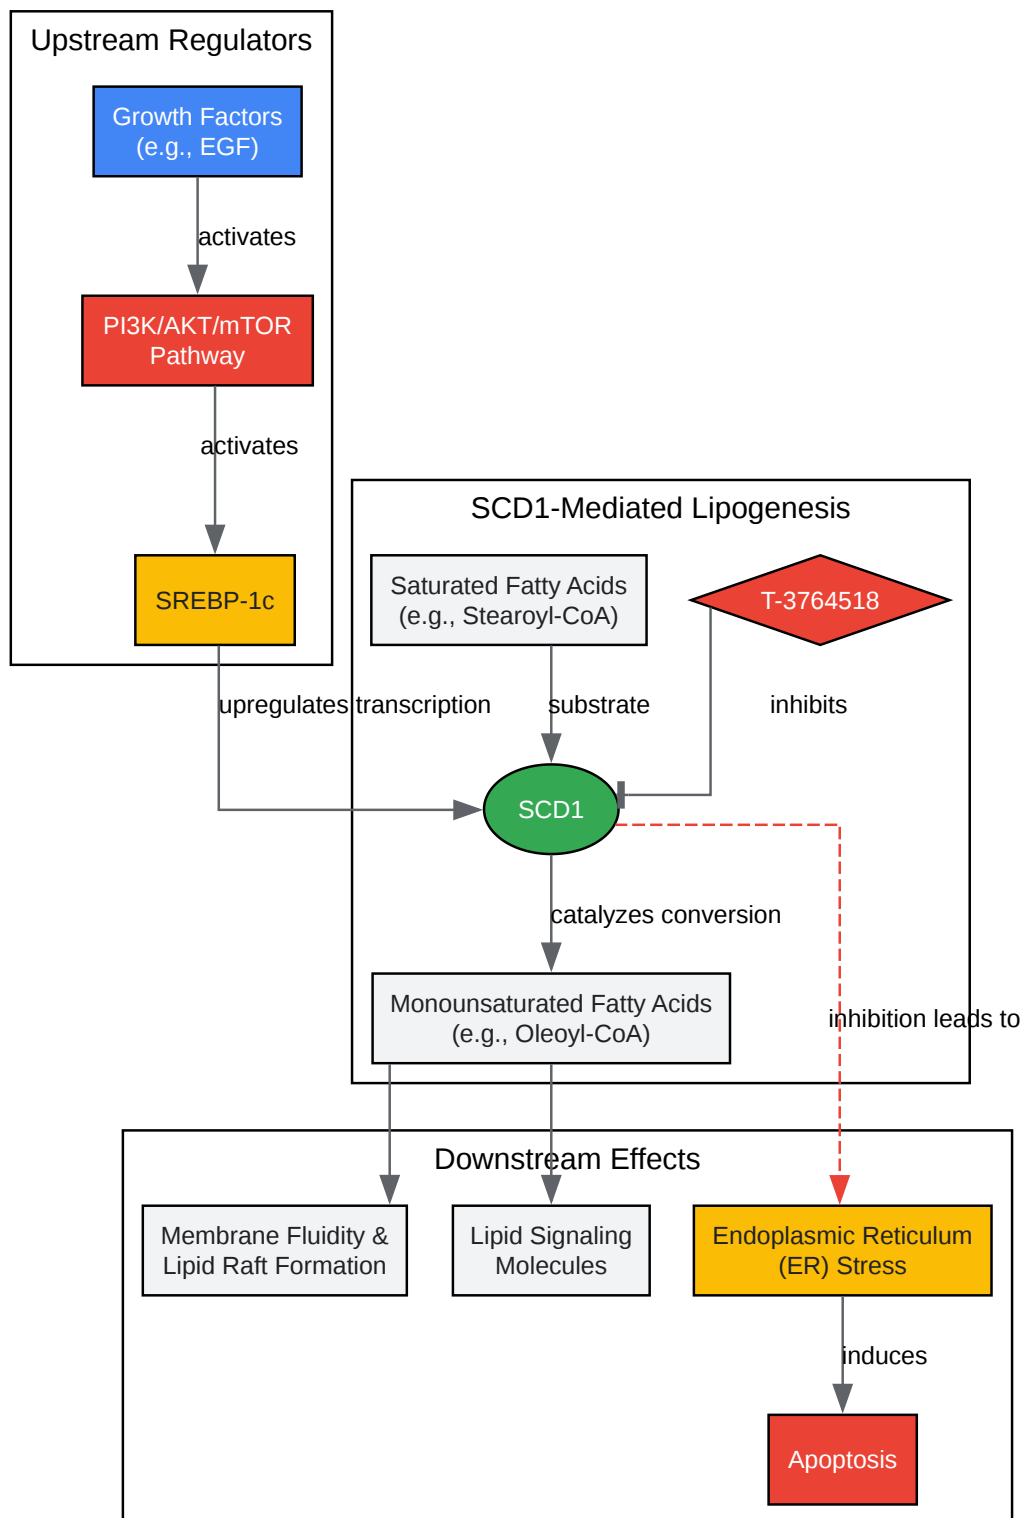 Upstream Regulators
Growth Factors
(e.g., EGF)
activates
PI3K/AKT/mTOR
Pathway
activates
SREBP-1c
SCD1-Mediated Lipogenesis
Saturated Fatty Acids
(e.g., Stearoyl-CoA)
T-3764518
upregulates transcription
substrate
inhibits
SCD1
catalyzes conversion
Monounsaturated Fatty Acids
(e.g., Oleoyl-CoA)
inhibition leads to
Downstream Effects
Membrane Fluidity &
Lipid Raft Formation
Lipid Signaling
Molecules
Endoplasmic Reticulum
(ER) Stress
induces
Apoptosis